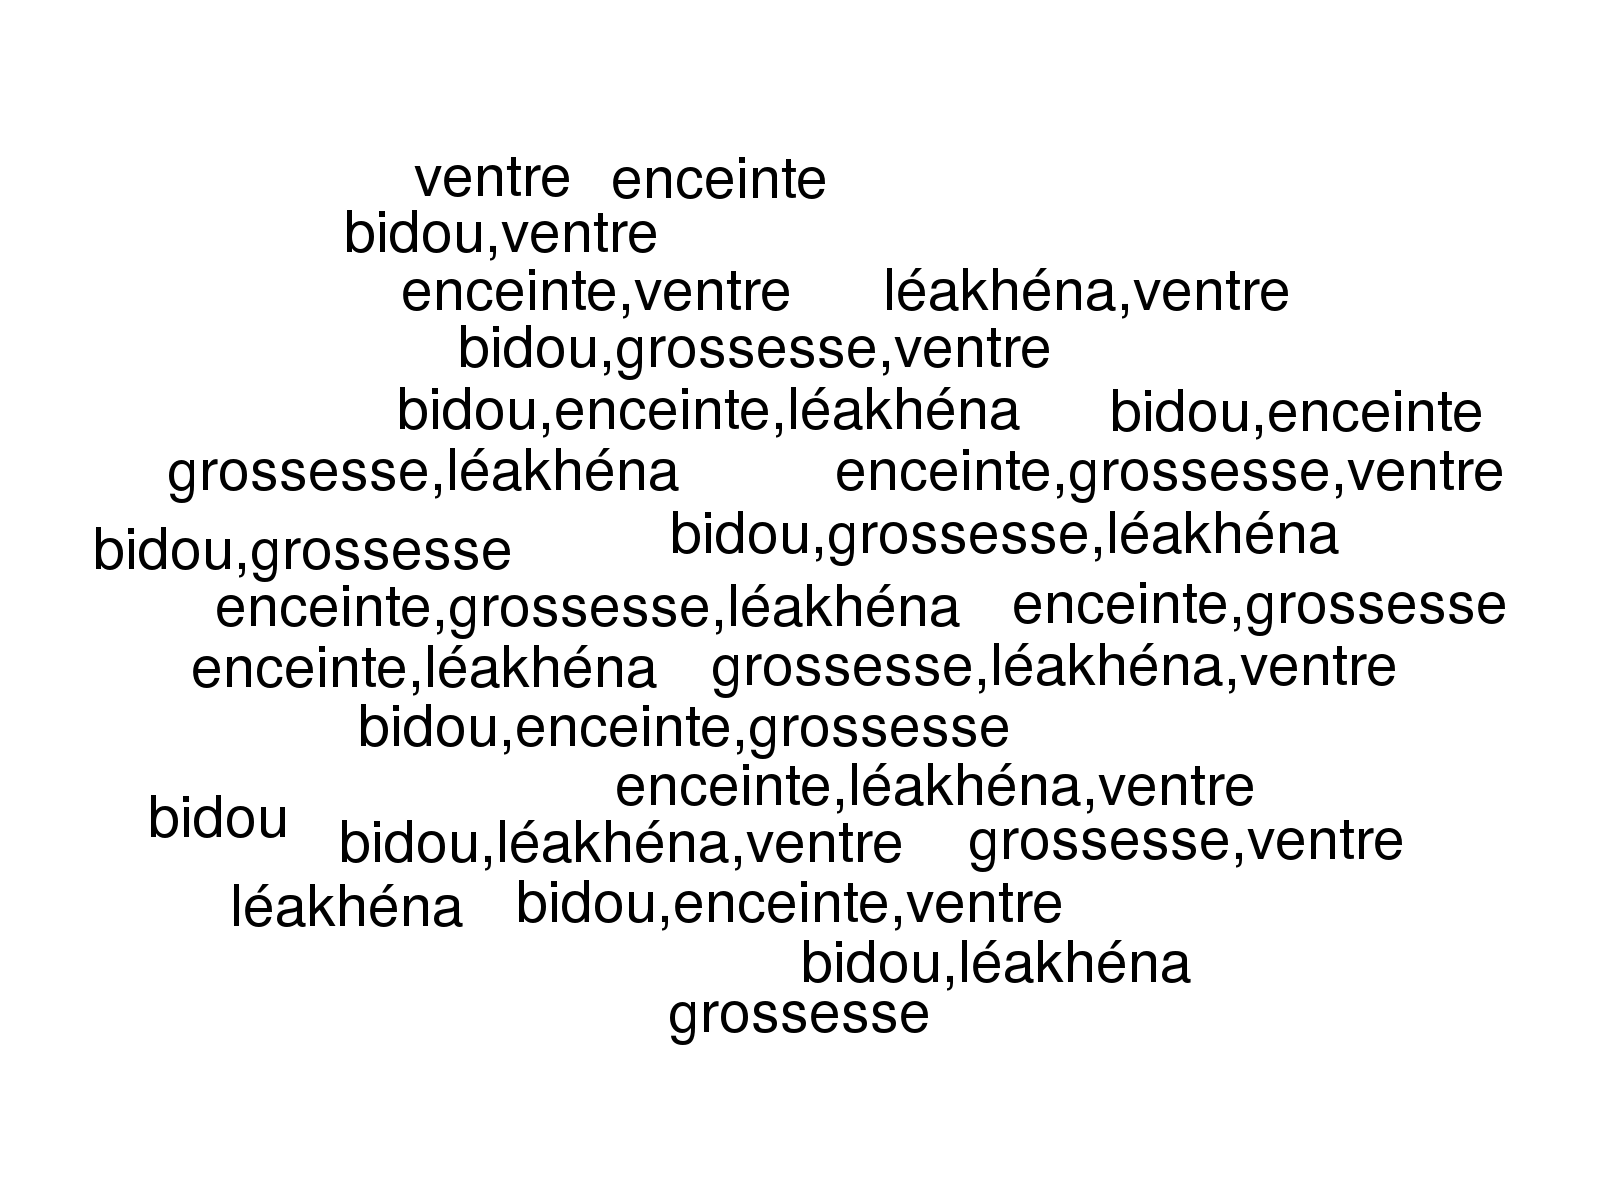 ventre enceinte
bidou,ventre
enceinte,ventre léakhéna,ventre
bidou,grossesse,ventre
bidou,enceinte,léakhéna bidou,enceinte
grossesse,léakhéna enceinte,grossesse,ventre
bidou,grossesse bidou,grossesse,léakhéna
enceinte,grossesse,léakhéna enceinte,grossesse
enceinte,léakhéna grossesse,léakhéna,ventre
bidou,enceinte,grossesse
enceinte,léakhéna,ventre
bidou
bidou,léakhéna,ventre grossesse,ventre
léakhéna bidou,enceinte,ventre
bidou,léakhéna
grossesse